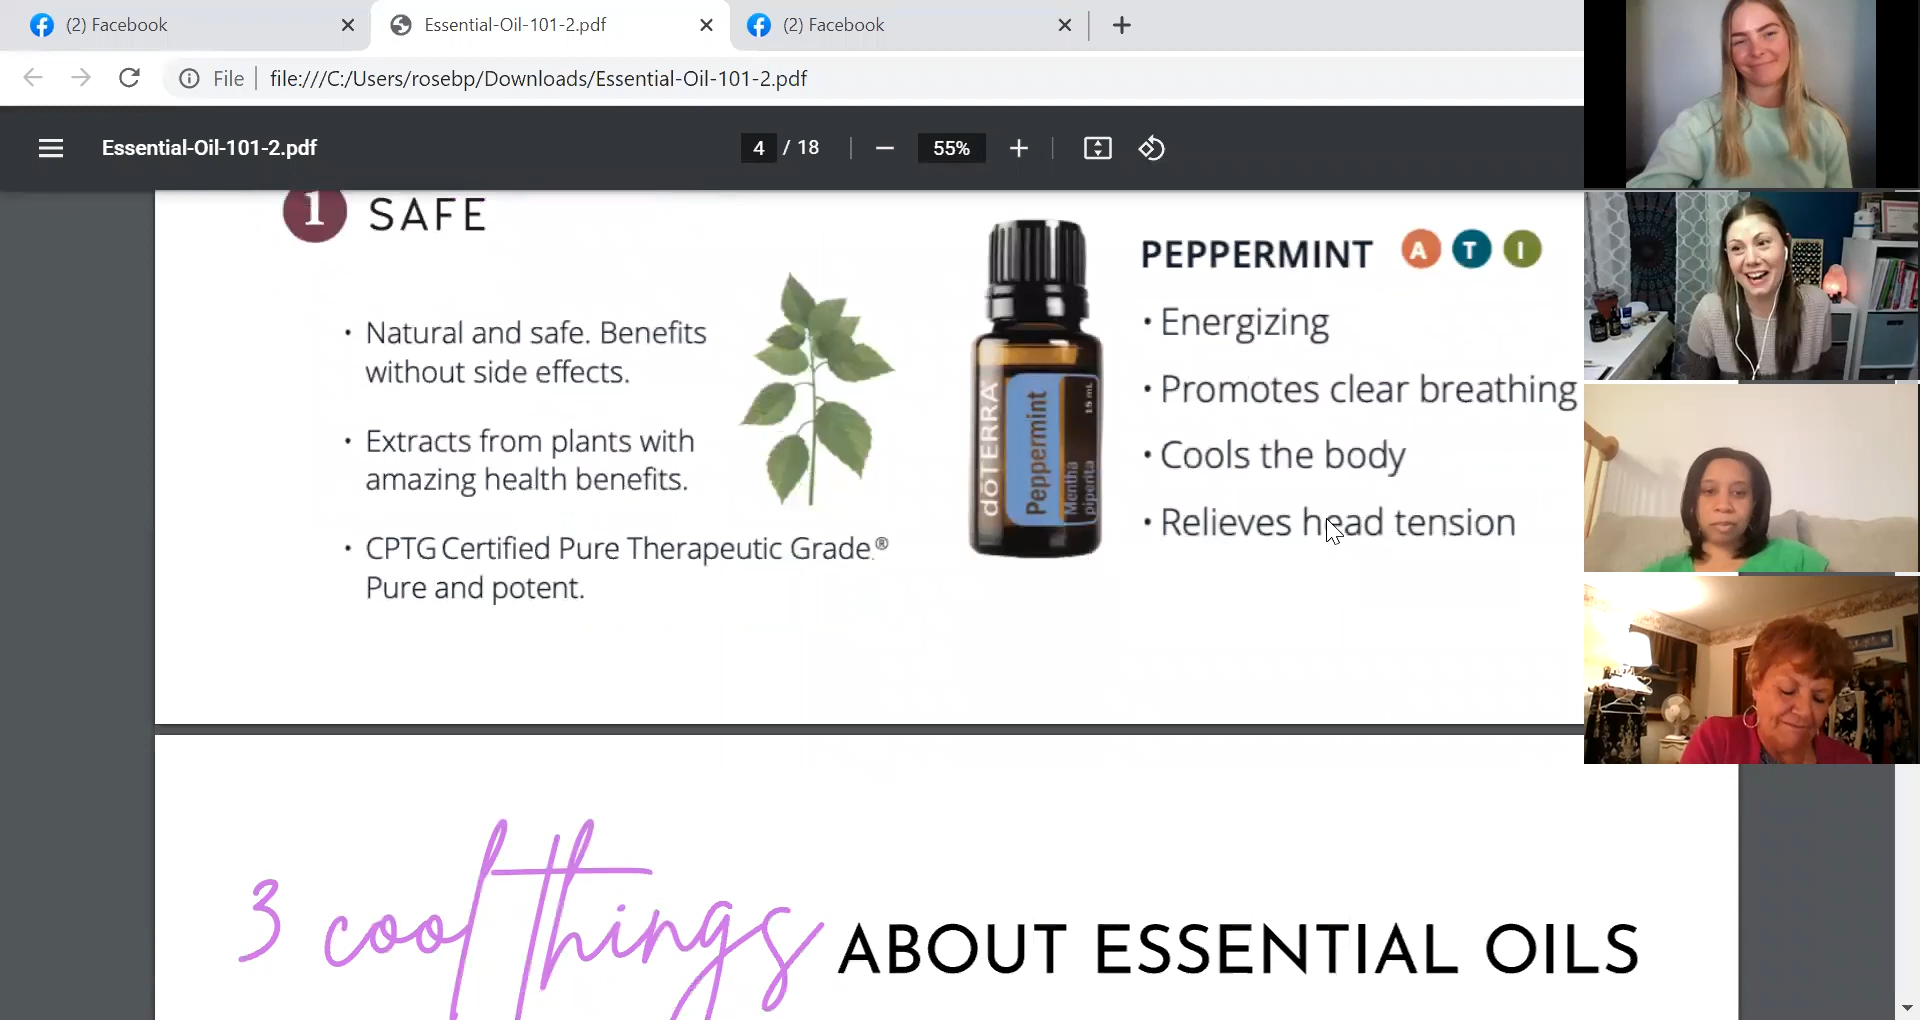 (2) Facebook
Essential-Oil-101-2.pdf
(2) Facebook
File
file:///C:/Users/rosebp/Downloads/Essential-Oil-101-2.pdf
Essential-Oil-101-2.pdf
4 / 18
55%
1 SAFE
• Natural and safe. Benefits
without side effects.
• Extracts from plants with
amazing health benefits.
• CPTG Certified Pure Therapeutic Grade.®
Pure and potent.
dōTERRA®
Peppermint
Mentha
piperita
15 mL
PEPPERMINT A T I
• Energizing
• Promotes clear breathing
• Cools the body
• Relieves head tension
3 cool things ABOUT ESSENTIAL OILS